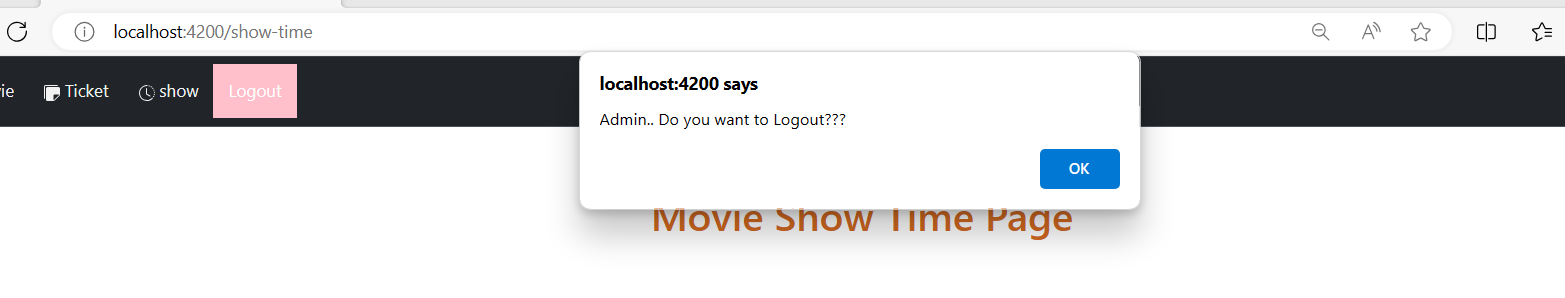 localhost:4200/show-time
ie Ticket show Logout
localhost:4200 says
Admin.. Do you want to Logout???
OK
Movie Show Time Page